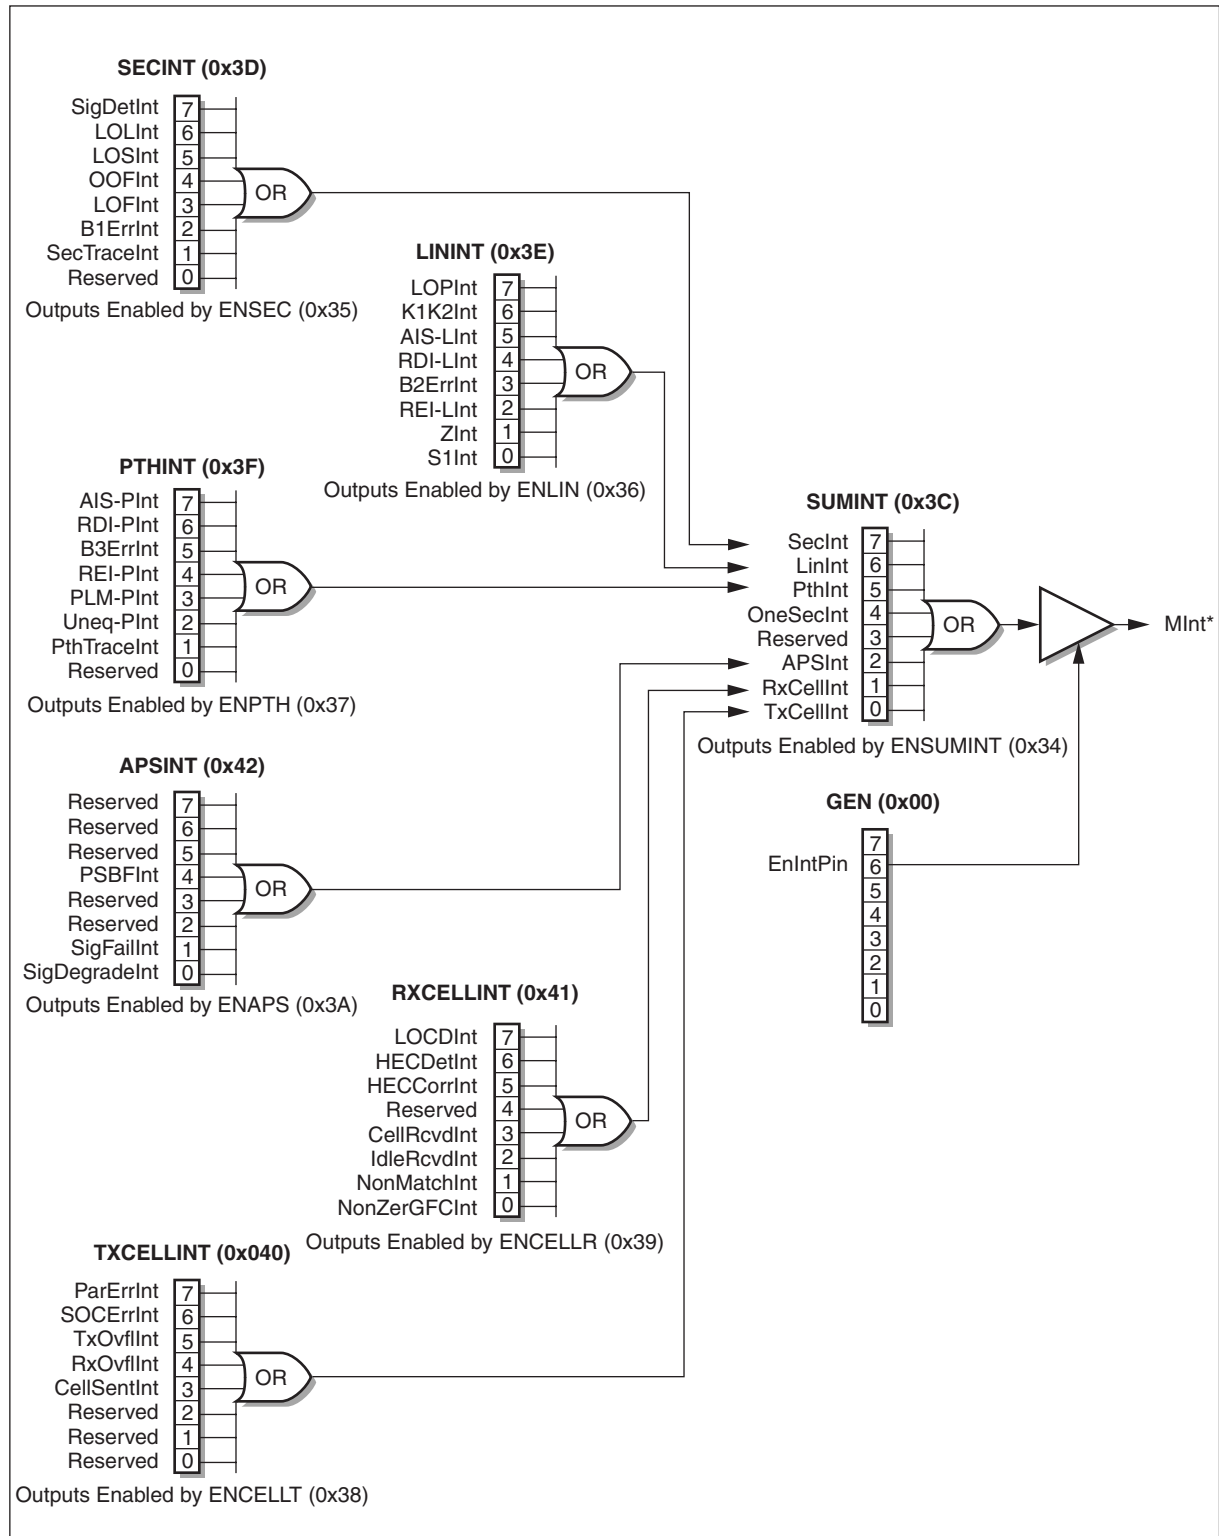 SECINT (0x3D)
SigDetInt 7
LOLInt 6
LOSInt 5
OOFInt 4
LOFInt 3
B1ErrInt 2
SecTraceInt 1
Reserved 0
OR
Outputs Enabled by ENSEC (0x35)
LININT (0x3E)
LOPInt 7
K1K2Int 6
AIS-LInt 5
RDI-LInt 4
B2ErrInt 3
REI-LInt 2
ZInt 1
S1Int 0
OR
Outputs Enabled by ENLIN (0x36)
PTHINT (0x3F)
AIS-PInt 7
RDI-PInt 6
B3ErrInt 5
REI-PInt 4
PLM-PInt 3
Uneq-PInt 2
PthTraceInt 1
Reserved 0
OR
Outputs Enabled by ENPTH (0x37)
SUMINT (0x3C)
SecInt 7
LinInt 6
PthInt 5
OneSecInt 4
Reserved 3
APSInt 2
RxCellInt 1
TxCellInt 0
OR
MInt*
Outputs Enabled by ENSUMINT (0x34)
APSINT (0x42)
Reserved 7
Reserved 6
Reserved 5
PSBFInt 4
Reserved 3
Reserved 2
SigFailInt 1
SigDegradeInt 0
OR
Outputs Enabled by ENAPS (0x3A)
GEN (0x00)
7
EnIntPin 6
5
4
3
2
1
0
RXCELLINT (0x41)
LOCDInt 7
HECDetInt 6
HECCorrInt 5
Reserved 4
CellRcvdInt 3
IdleRcvdInt 2
NonMatchInt 1
NonZerGFCInt 0
OR
Outputs Enabled by ENCELLR (0x39)
TXCELLINT (0x040)
ParErrInt 7
SOCErrInt 6
TxOvflInt 5
RxOvflInt 4
CellSentInt 3
Reserved 2
Reserved 1
Reserved 0
OR
Outputs Enabled by ENCELLT (0x38)